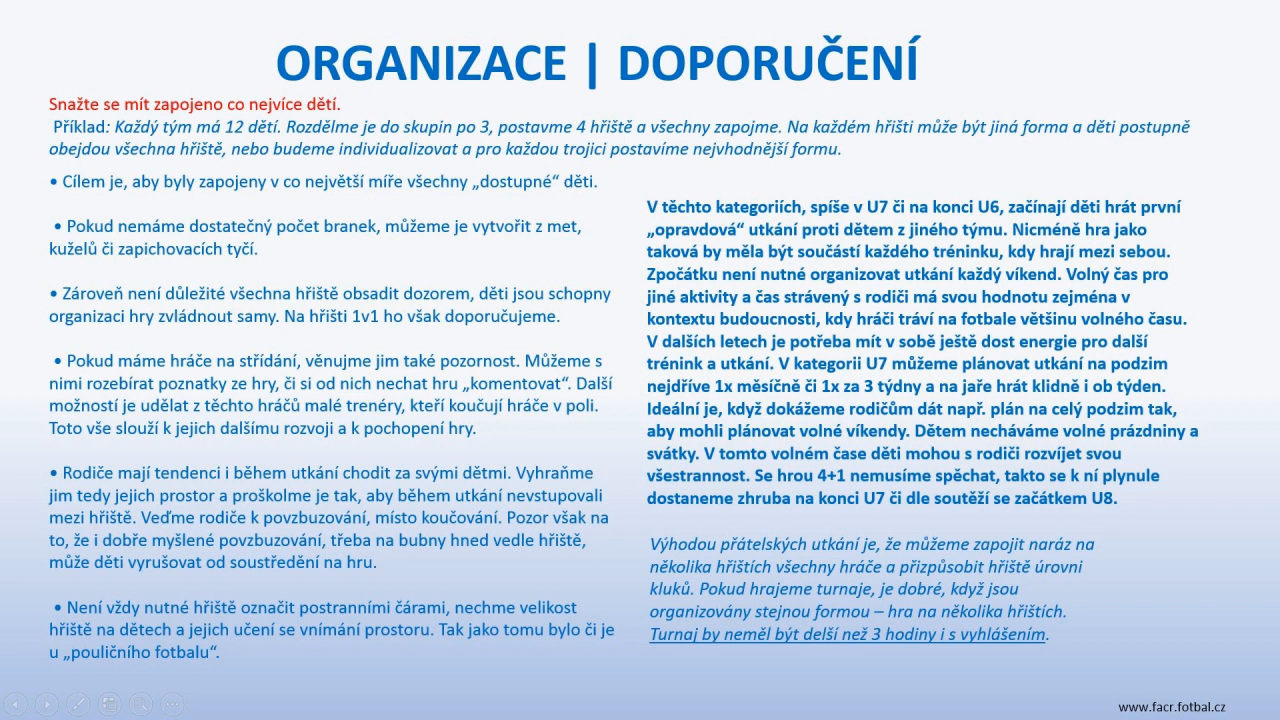 ORGANIZACE | DOPORUČENÍ
Snažte se mít zapojeno co nejvíce dětí.
Příklad: Každý tým má 12 dětí. Rozdělme je do skupin po 3, postavme 4 hřiště a všechny zapojme. Na každém hřišti může být jiná forma a děti postupně
obejdou všechna hřiště, nebo budeme individualizovat a pro každou trojici postavíme nejvhodnější formu.
• Cílem je, aby byly zapojeny v co největší míře všechny „dostupné“ děti.
• Pokud nemáme dostatečný počet branek, můžeme je vytvořit z met,
kuželů či zapichovacích tyčí.
• Zároveň není důležité všechna hřiště obsadit dozorem, děti jsou schopny
organizaci hry zvládnout samy. Na hřišti 1v1 ho však doporučujeme.
• Pokud máme hráče na střídání, věnujme jim také pozornost. Můžeme s
nimi rozebírat poznatky ze hry, či si od nich nechat hru „komentovat“. Další
možností je udělat z těchto hráčů malé trenéry, kteří koučují hráče v poli.
Toto vše slouží k jejich dalšímu rozvoji a k pochopení hry.
• Rodiče mají tendenci i během utkání chodit za svými dětmi. Vyhraňme
jim tedy jejich prostor a proškolme je tak, aby během utkání nevstupovali
mezi hřiště. Veďme rodiče k povzbuzování, místo koučování. Pozor však na
to, že i dobře myšlené povzbuzování, třeba na bubny hned vedle hřiště,
může děti vyrušovat od soustředění na hru.
• Není vždy nutné hřiště označit postranními čárami, nechme velikost
hřiště na dětech a jejich učení se vnímání prostoru. Tak jako tomu bylo či je
u „pouličního fotbalu“.
V těchto kategoriích, spíše v U7 či na konci U6, začínají děti hrát první
„opravdová“ utkání proti dětem z jiného týmu. Nicméně hra jako
taková by měla být součástí každého tréninku, kdy hrají mezi sebou.
Zpočátku není nutné organizovat utkání každý víkend. Volný čas pro
jiné aktivity a čas strávený s rodiči má svou hodnotu zejména v
kontextu budoucnosti, kdy hráči tráví na fotbale většinu volného času.
V dalších letech je potřeba mít v sobě ještě dost energie pro další
trénink a utkání. V kategorii U7 můžeme plánovat utkání na podzim
nejdříve 1x měsíčně či 1x za 3 týdny a na jaře hrát klidně i ob týden.
Ideální je, když dokážeme rodičům dát např. plán na celý podzim tak,
aby mohli plánovat volné víkendy. Dětem necháváme volné prázdniny a
svátky. V tomto volném čase děti mohou s rodiči rozvíjet svou
všestrannost. Se hrou 4+1 nemusíme spěchat, takto se k ní plynule
dostaneme zhruba na konci U7 či dle soutěží se začátkem U8.
Výhodou přátelských utkání je, že můžeme zapojit naráz na
několika hřištích všechny hráče a přizpůsobit hřiště úrovni
kluků. Pokud hrajeme turnaje, je dobré, když jsou
organizovány stejnou formou – hra na několika hřištích.
Turnaj by neměl být delší než 3 hodiny i s vyhlášením.
www.facr.fotbal.cz